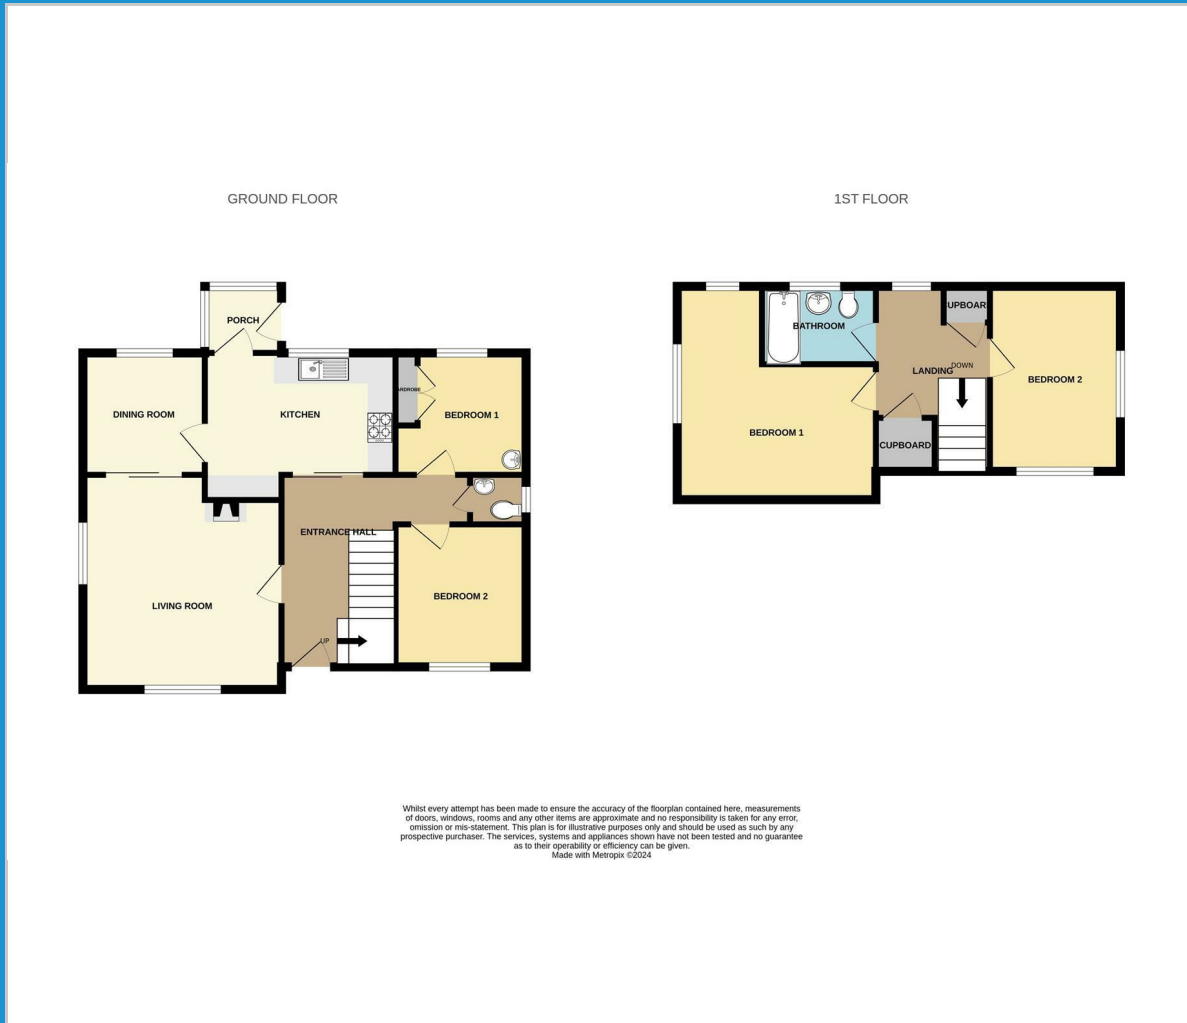 GROUND FLOOR
1ST FLOOR
PORCH
DINING ROOM
KITCHEN
ARDROBE
BEDROOM 1
ENTRANCE HALL
LIVING ROOM
BEDROOM 2
UP
BATHROOM
UPBOAR
LANDING
DOWN
BEDROOM 2
BEDROOM 1
CUPBOARD
Whilst every attempt has been made to ensure the accuracy of the floorplan contained here, measurements
of doors, windows, rooms and any other items are approximate and no responsibility is taken for any error,
omission or mis-statement. This plan is for illustrative purposes only and should be used as such by any
prospective purchaser. The services, systems and appliances shown have not been tested and no guarantee
as to their operability or efficiency can be given.
Made with Metropix ©2024